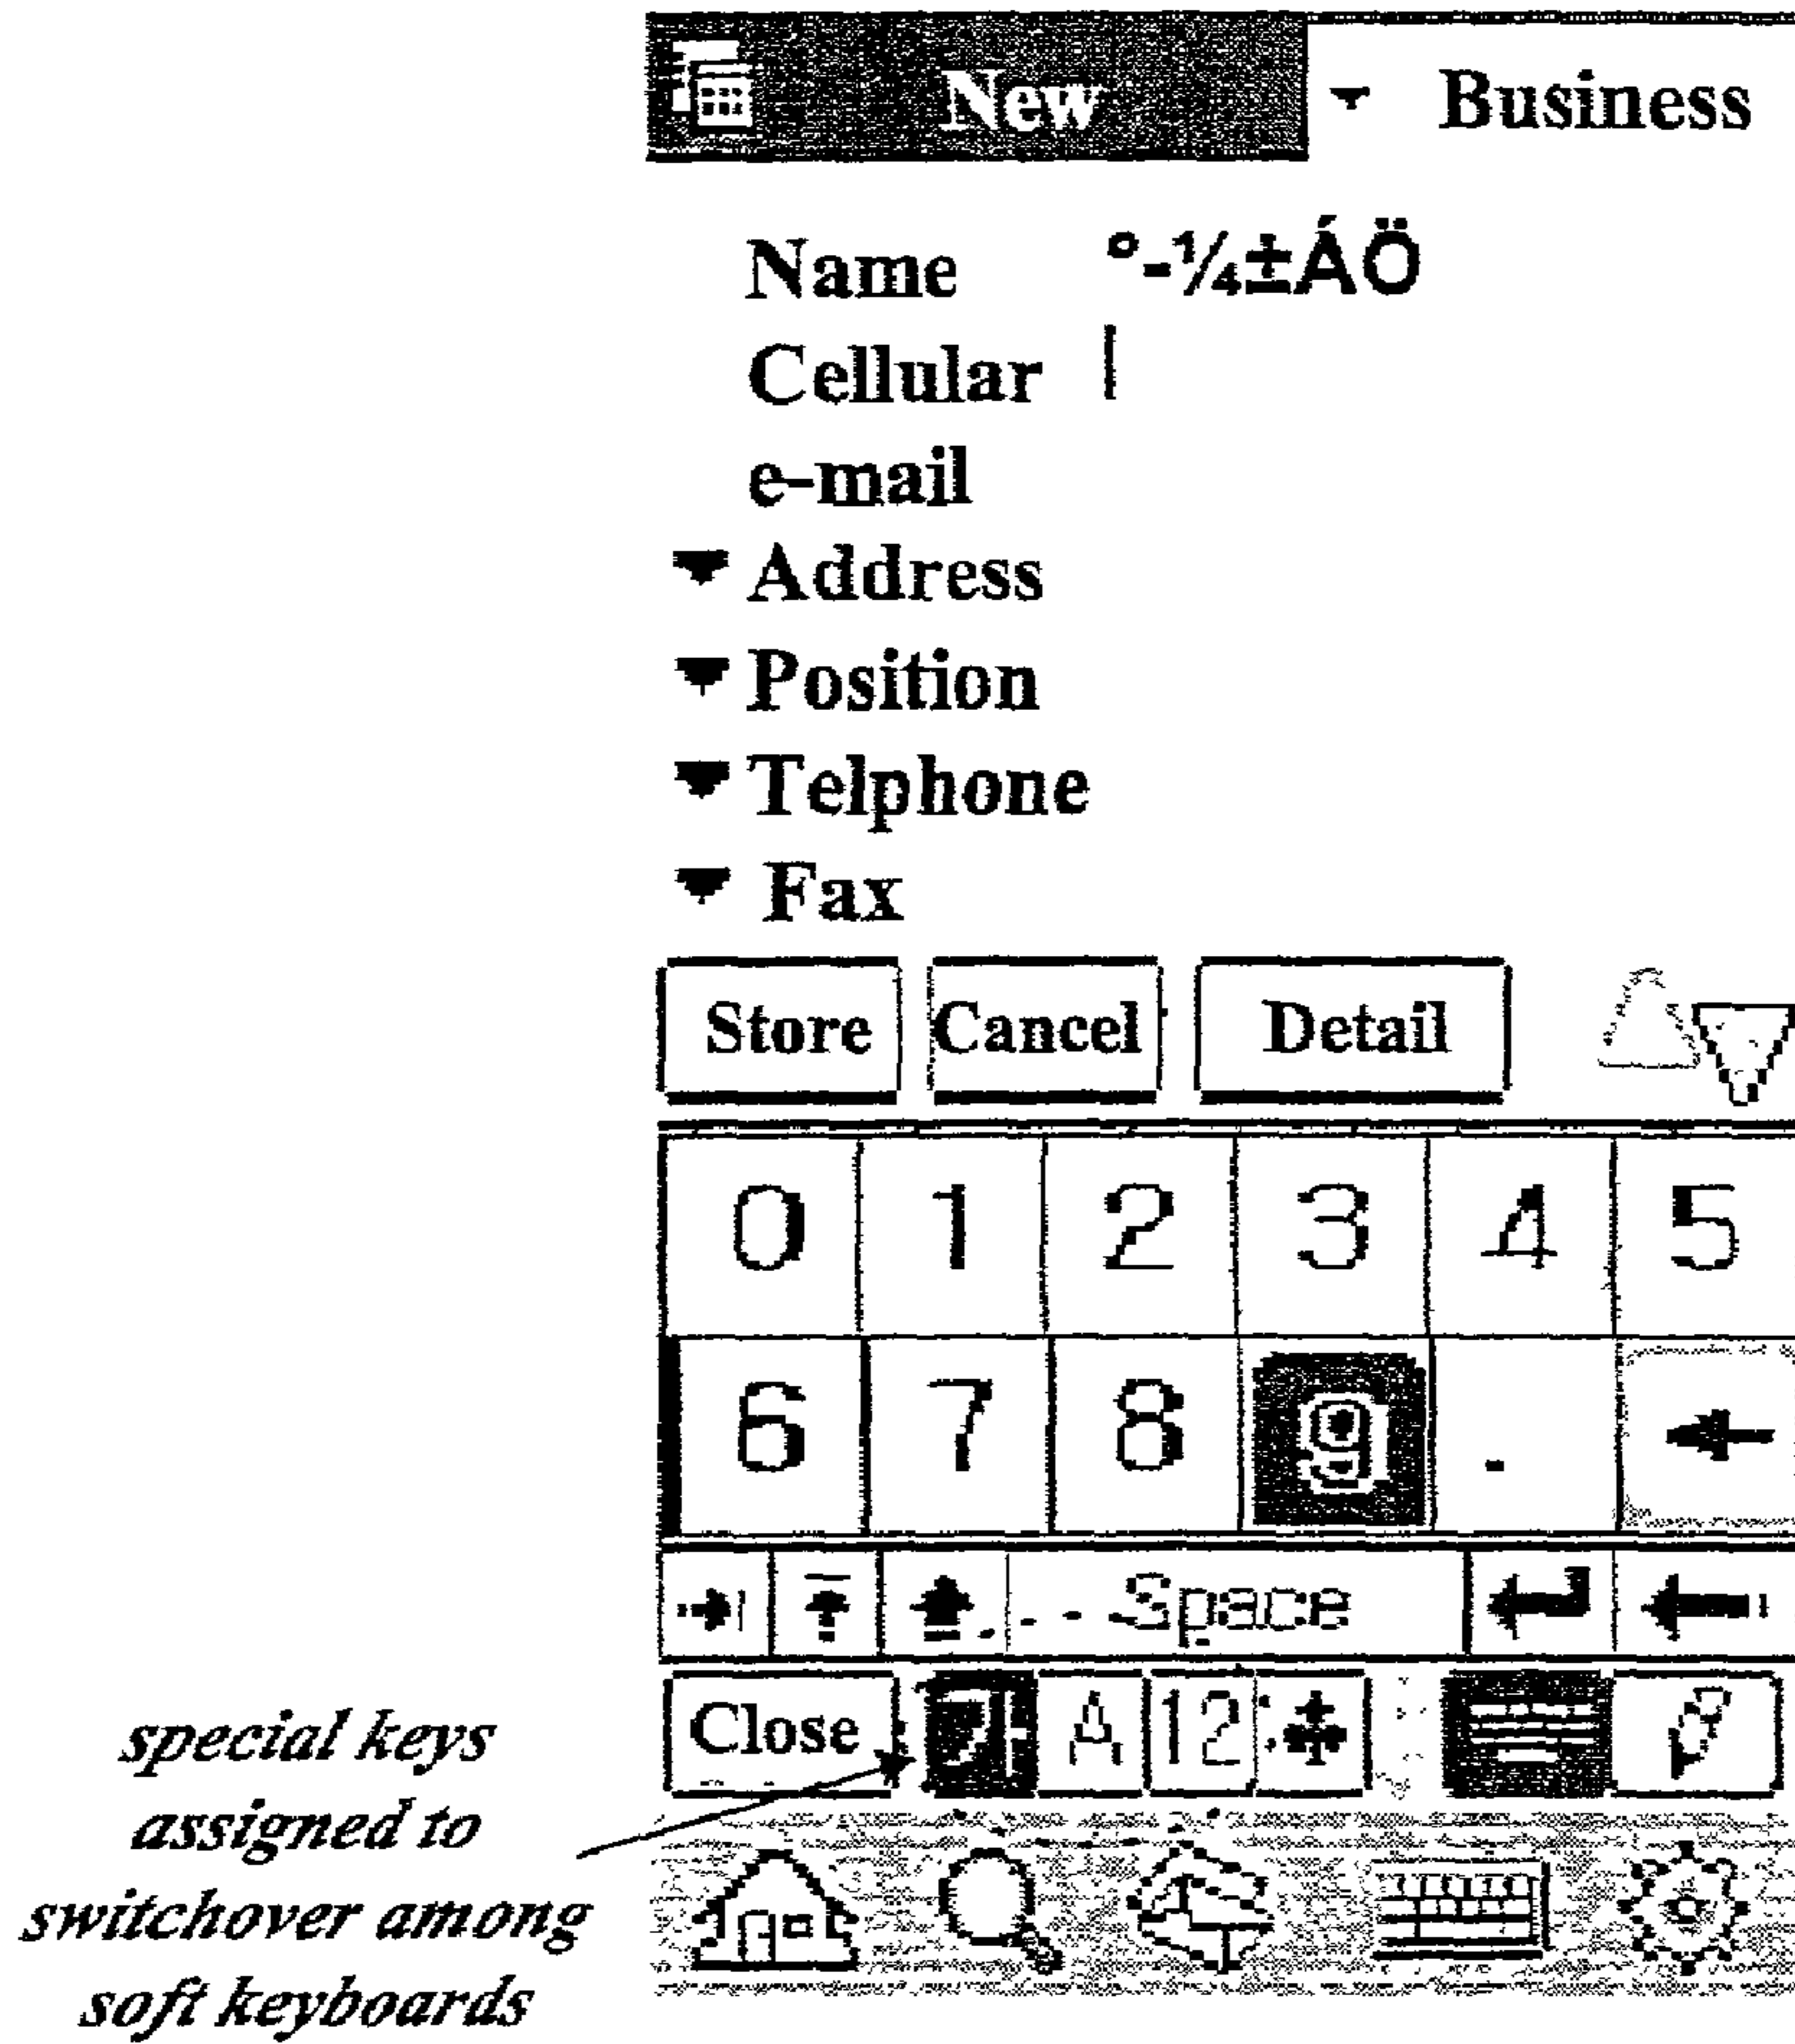 New Business
Name °-¼±ÁÖ
Cellular
e-mail
Address
Position
Telphone
Fax
Store Cancel Detail
0 1 2 3 4 5
6 7 8 9 .
Space
Close 가 A 12
special keys
assigned to
switchover among
soft keyboards